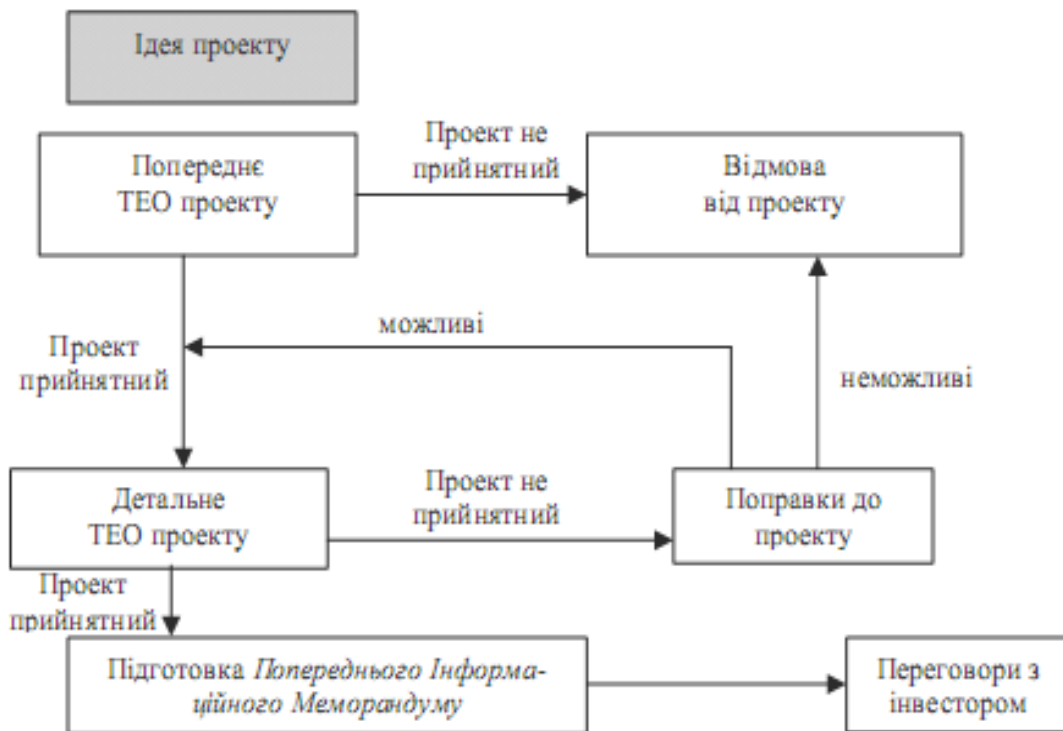 Ідея проекту
Попереднє
ТЕО проекту
Проект не
прийнятний
Відмова
від проекту
Проект
прийнятний
можливі
неможливі
Детальне
ТЕО проекту
Проект не
прийнятний
Поправки до
проекту
Проект
прийнятний
Підготовка Попереднього Інформа-
ційного Меморандуму
Переговори з
інвестором